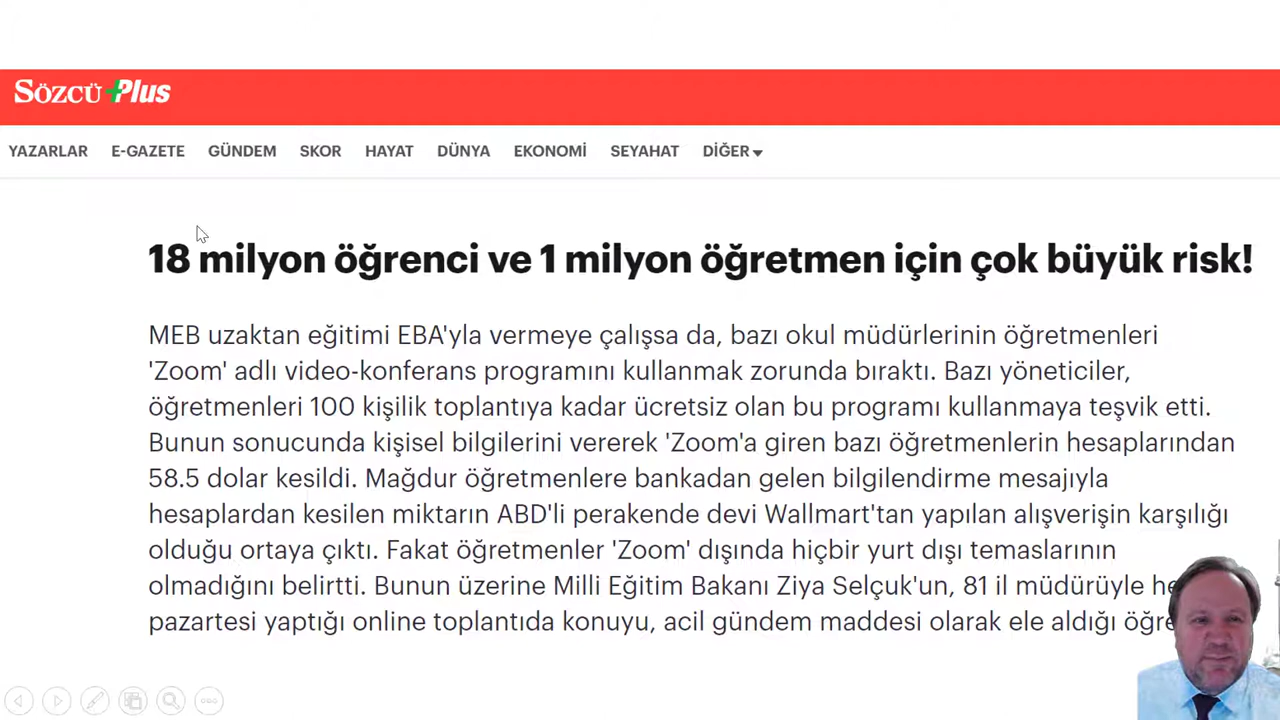 Sözcü +Plus
YAZARLAR E-GAZETE GÜNDEM SKOR HAYAT DÜNYA EKONOMİ SEYAHAT DİĞER
18 milyon öğrenci ve 1 milyon öğretmen için çok büyük risk!
MEB uzaktan eğitimi EBA'yla vermeye çalışsa da, bazı okul müdürlerinin öğretmenleri
'Zoom' adlı video-konferans programını kullanmak zorunda bıraktı. Bazı yöneticiler,
öğretmenleri 100 kişilik toplantıya kadar ücretsiz olan bu programı kullanmaya teşvik etti.
Bunun sonucunda kişisel bilgilerini vererek 'Zoom'a giren bazı öğretmenlerin hesaplarından
58.5 dolar kesildi. Mağdur öğretmenlere bankadan gelen bilgilendirme mesajıyla
hesaplardan kesilen miktarın ABD'li perakende devi Wallmart'tan yapılan alışverişin karşılığı
olduğu ortaya çıktı. Fakat öğretmenler 'Zoom' dışında hiçbir yurt dışı temaslarının
olmadığını belirtti. Bunun üzerine Milli Eğitim Bakanı Ziya Selçuk'un, 81 il müdürüyle
pazartesi yaptığı online toplantıda konuyu, acil gündem maddesi olarak ele aldığı